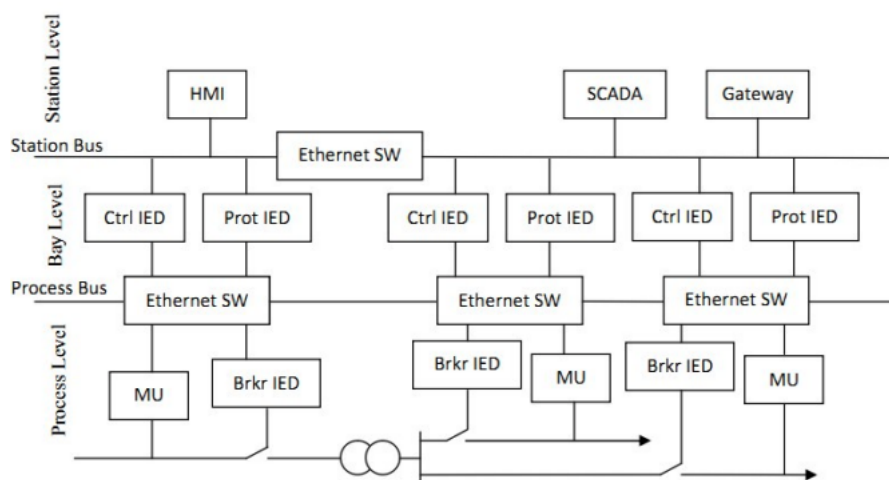 Station Level
HMI
SCADA
Gateway
Station Bus
Ethernet SW
Bay Level
Ctrl IED
Prot IED
Ctrl IED
Prot IED
Ctrl IED
Prot IED
Process Bus
Ethernet SW
Ethernet SW
Ethernet SW
Process Level
MU
Brkr IED
Brkr IED
MU
Brkr IED
MU